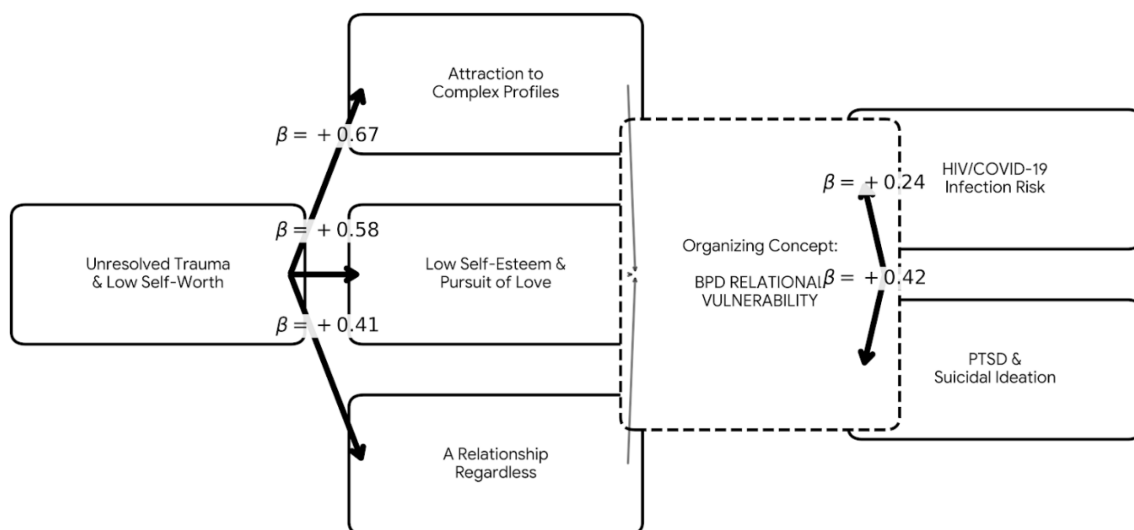 Attraction to
Complex Profiles
β = +0.67
HIV/COVID-19
Infection Risk
β = +0.24
Unresolved Trauma
& Low Self-Worth
β = +0.58
Low Self-Esteem &
Pursuit of Love
Organizing Concept:
BPD RELATIONAL
VULNERABILITY
β = +0.42
β = +0.41
PTSD &
Suicidal Ideation
A Relationship
Regardless